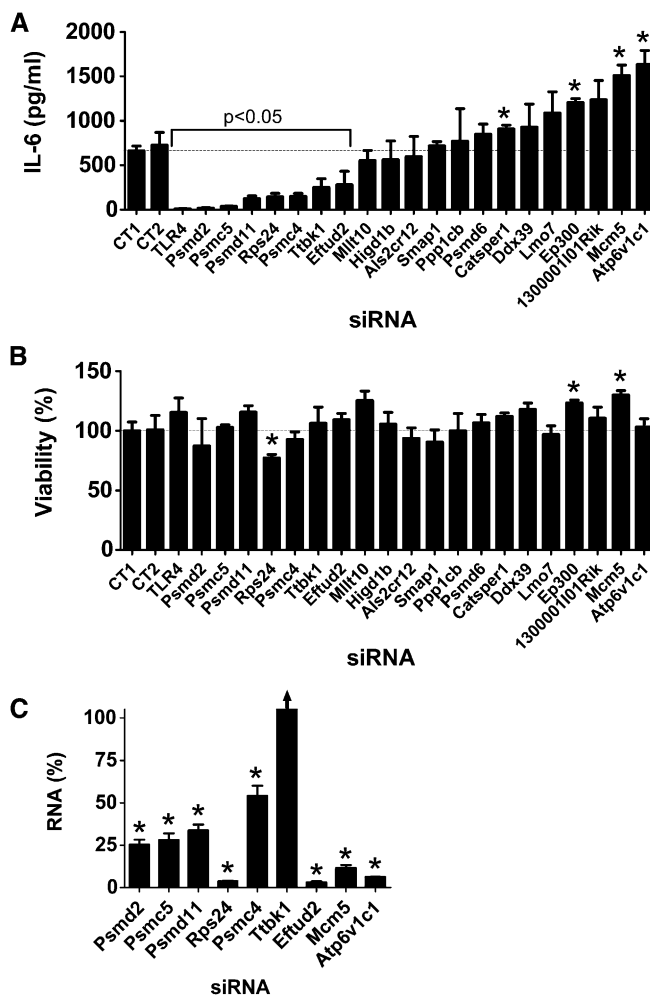 A
IL-6 (pg/ml)
2000
1500
1000
500
0
p<0.05
*
*
*
*
CT1
CT2
TLR4
Psmd2
Psmc5
Psmd11
Rps24
Psmc4
Ttbk1
Eftud2
Mllt10
Higd1b
Als2cr12
Smap1
Ppp1cb
Psmd6
Catsper1
Ddx39
Lmo7
Ep300
1300001I01Rik
Mcm5
Atp6v1c1
siRNA
B
Viability (%)
150
100
50
0
*
*
*
CT1
CT2
TLR4
Psmd2
Psmc5
Psmd11
Rps24
Psmc4
Ttbk1
Eftud2
Mllt10
Higd1b
Als2cr12
Smap1
Ppp1cb
Psmd6
Catsper1
Ddx39
Lmo7
Ep300
1300001I01Rik
Mcm5
Atp6v1c1
siRNA
C
RNA (%)
100
75
50
25
0
*
*
*
*
*
*
*
*
Psmd2
Psmc5
Psmd11
Rps24
Psmc4
Ttbk1
Eftud2
Mcm5
Atp6v1c1
siRNA